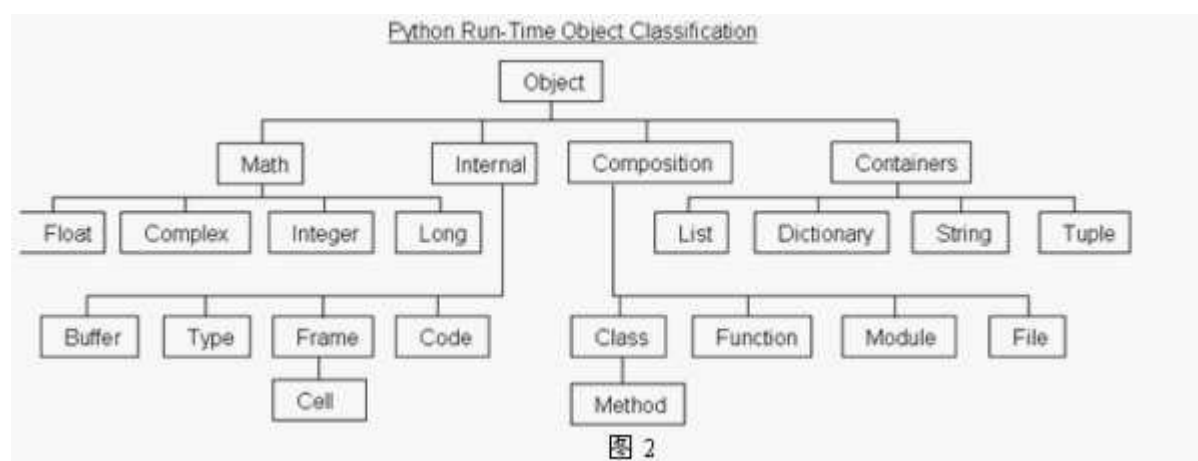 Python Run-Time Object Classification
Object
Math Internal Composition Containers
Float Complex Integer Long List Dictionary String Tuple
Buffer Type Frame Code Class Function Module File
Cell Method
图 2